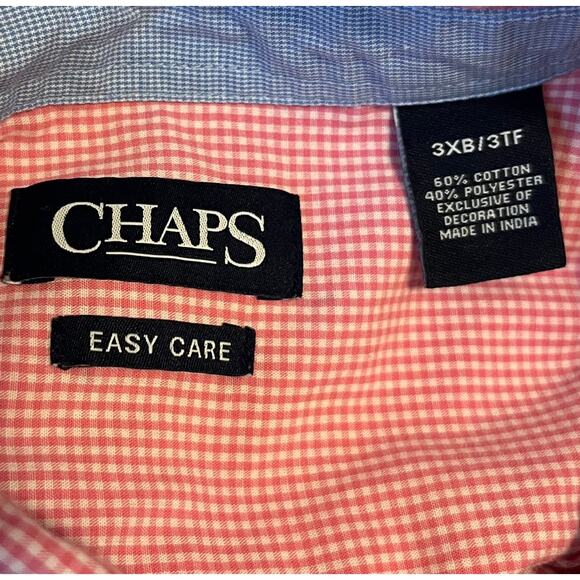 CHAPS
EASY CARE
3XB/3TF
60% COTTON
40% POLYESTER
EXCLUSIVE OF
DECORATION
MADE IN INDIA